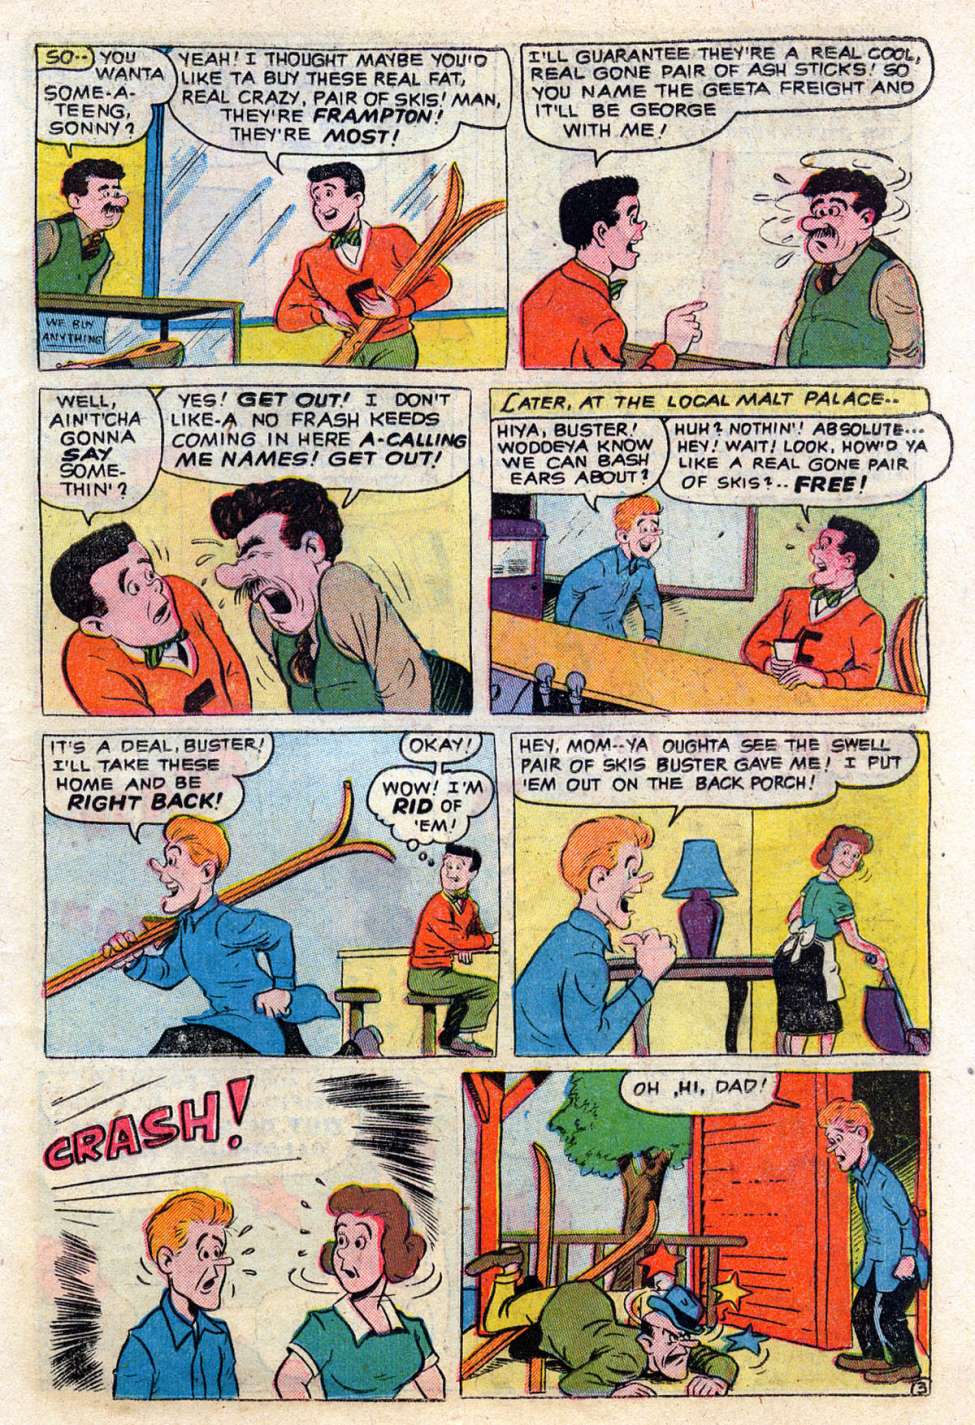 SO-- YOU
WANTA
SOME-A-
TEENG,
SONNY?
YEAH! I THOUGHT MAYBE YOU'D
LIKE TA BUY THESE REAL FAT,
REAL CRAZY, PAIR OF SKIS! MAN,
THEY'RE FRAMPTON!
THEY'RE MOST!
WE BUY
ANYTHING
I'LL GUARANTEE THEY'RE A REAL COOL,
REAL GONE PAIR OF ASH STICKS! SO
YOU NAME THE GEETA FREIGHT AND
IT'LL BE GEORGE
WITH ME!
WELL,
AIN'T'CHA
GONNA
SAY
SOME-
THIN'?
YES! GET OUT! I DON'T
LIKE-A NO FRASH KEEDS
COMING IN HERE A-CALLING
ME NAMES! GET OUT!
LATER, AT THE LOCAL MALT PALACE--
HIYA, BUSTER!
WODDEYA KNOW
WE CAN BASH
EARS ABOUT?
HUH? NOTHIN'! ABSOLUTE---
HEY! WAIT! LOOK, HOW'D YA
LIKE A REAL GONE PAIR
OF SKIS?-- FREE!
IT'S A DEAL, BUSTER!
I'LL TAKE THESE
HOME AND BE
RIGHT BACK!
OKAY!
WOW! I'M
RID OF
'EM!
HEY, MOM--YA OUGHTA SEE THE SWELL
PAIR OF SKIS BUSTER GAVE ME! I PUT
'EM OUT ON THE BACK PORCH!
CRASH!
OH, HI, DAD!
3